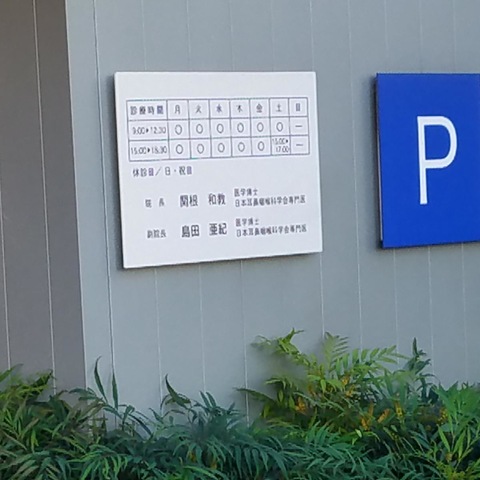 診療時間 月 火 水 木 金 土 日
9:00▶12:30 ○ ○ ○ ○ ○ ○ ー
15:00▶18:30 ○ ○ ○ ○ ○ 15:00▶17:00 ー
休診日／日・祝日
院 長 関根 和教 医学博士
日本耳鼻咽喉科学会専門医
副院長 島田 亜紀 医学博士
日本耳鼻咽喉科学会専門医
P